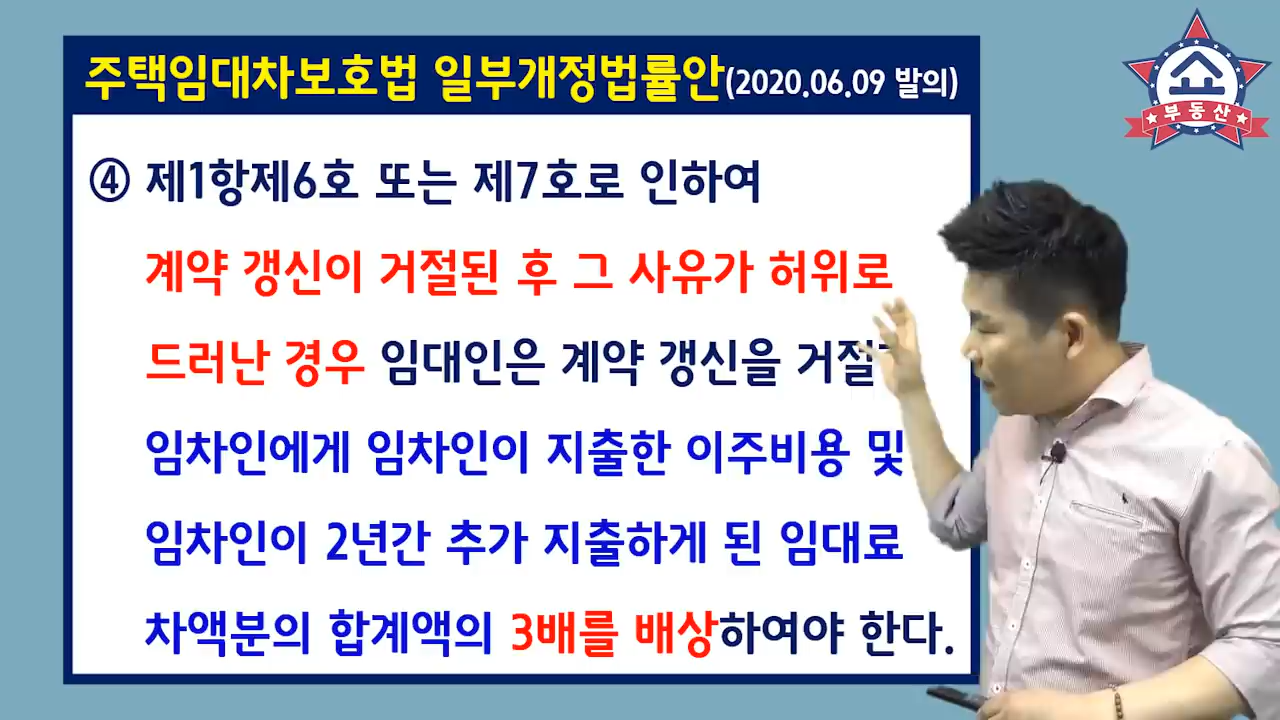 주택임대차보호법 일부개정법률안(2020.06.09 발의)
④ 제1항제6호 또는 제7호로 인하여
계약 갱신이 거절된 후 그 사유가 허위로
드러난 경우 임대인은 계약 갱신을 거절
임차인에게 임차인이 지출한 이주비용 및
임차인이 2년간 추가 지출하게 된 임대료
차액분의 합계액의 3배를 배상하여야 한다.
쇼
부동산